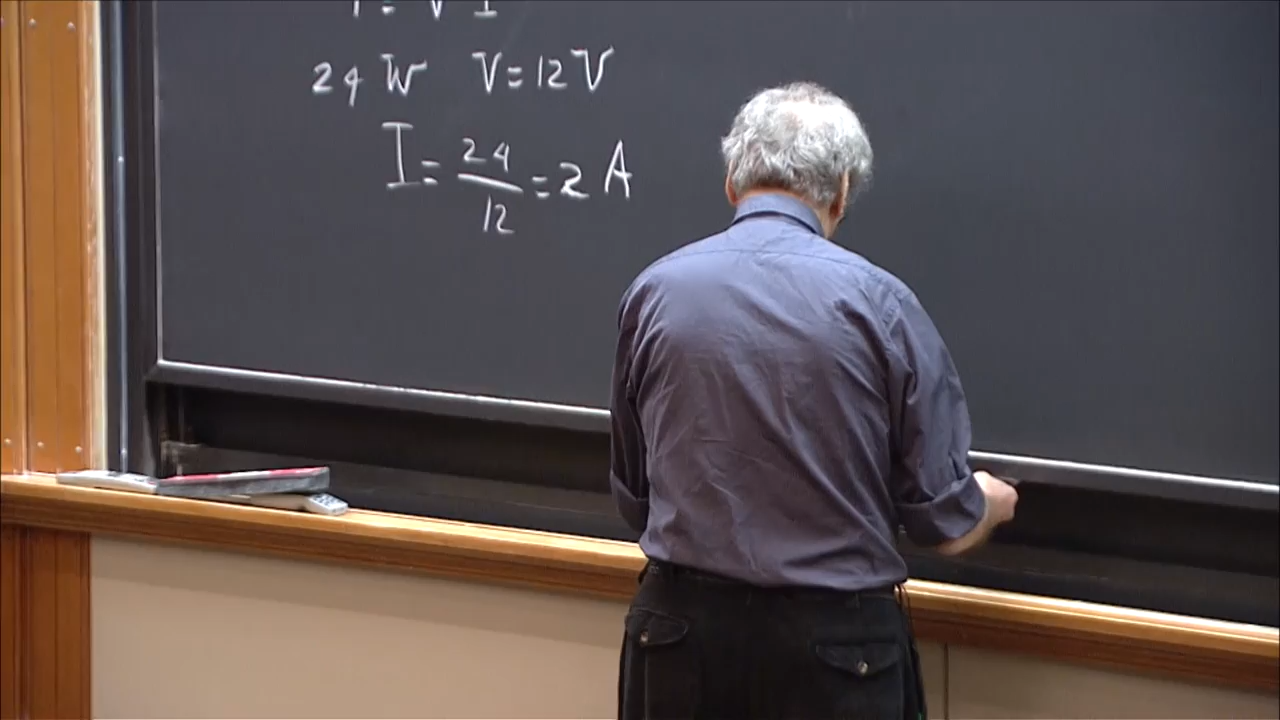 P = V I
24 W V = 12 V
I = 24/12 = 2 A